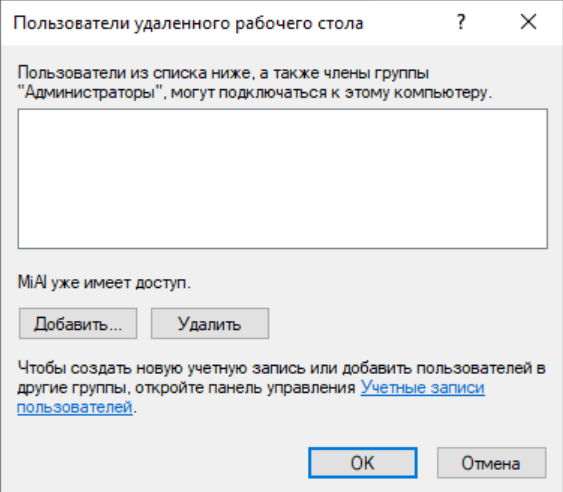 Пользователи удаленного рабочего стола
?
Пользователи из списка ниже, а также члены группы
"Администраторы", могут подключаться к этому компьютеру.
MiAl уже имеет доступ.
Добавить... Удалить
Чтобы создать новую учетную запись или добавить пользователей в
другие группы, откройте панель управления Учетные записи
пользователей.
OK Отмена